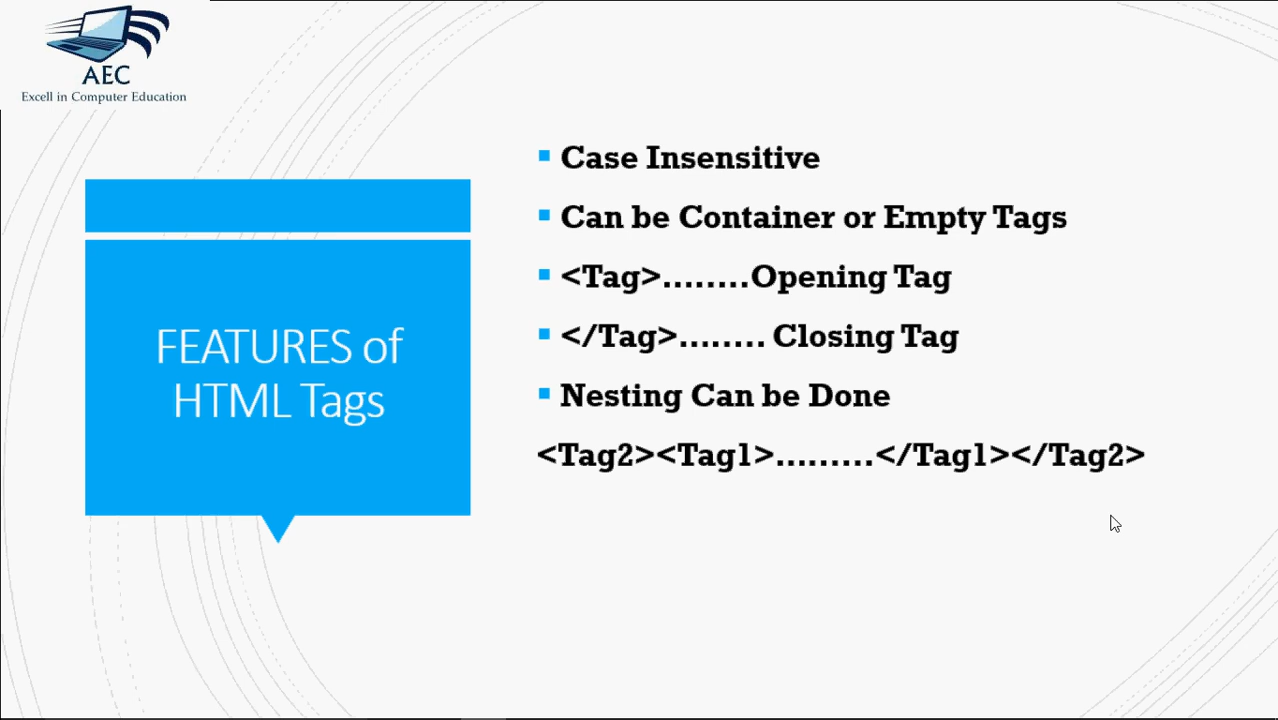 AEC
Excell in Computer Education
FEATURES of
HTML Tags
Case Insensitive
Can be Container or Empty Tags
<Tag>........Opening Tag
</Tag>........ Closing Tag
Nesting Can be Done
<Tag2><Tag1>.........</Tag1></Tag2>